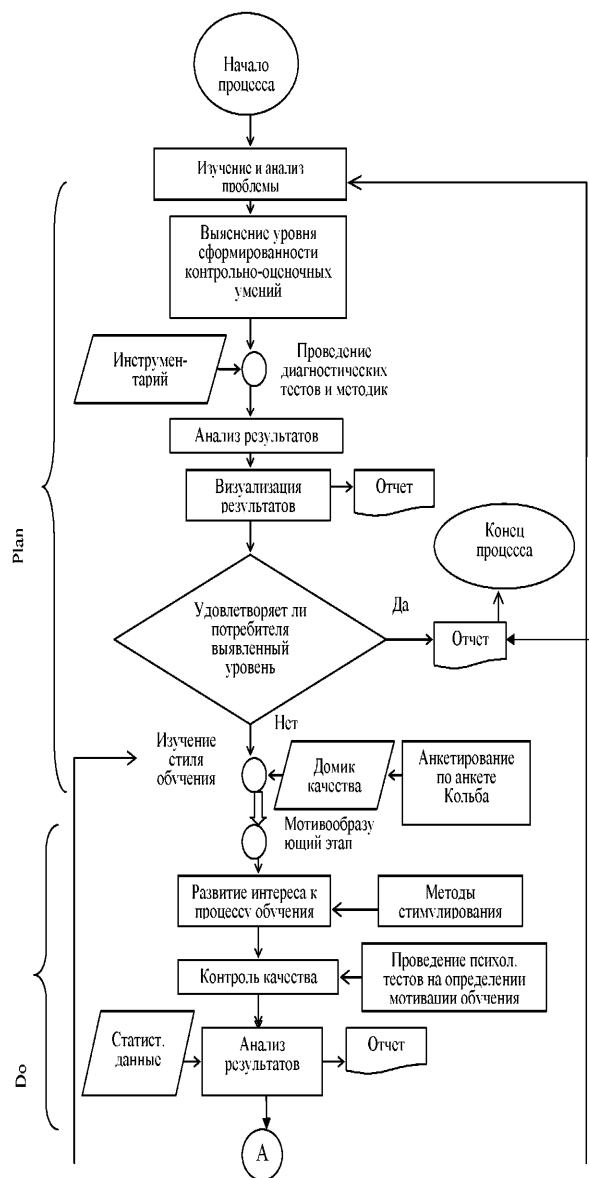 Начало
процесса
Изучение и анализ
проблемы
Выяснение уровня
сформированности
контрольно-оценочных
умений
Инструмен-
тарий
Проведение
диагностических
тестов и методик
Анализ результатов
Визуализация
результатов
Отчет
Конец
процесса
Plan
Удовлетворяет ли
потребителя
выявленный
уровень
Да
Отчет
Нет
Изучение
стиля
обучения
Домик
качества
Анкетирование
по анкете
Кольба
Мотивообразу
ющий этап
Развитие интереса к
процессу обучения
Методы
стимулирования
Контроль качества
Проведение психол.
тестов на определении
мотивации обучения
Do
Статист.
данные
Анализ
результатов
Отчет
А